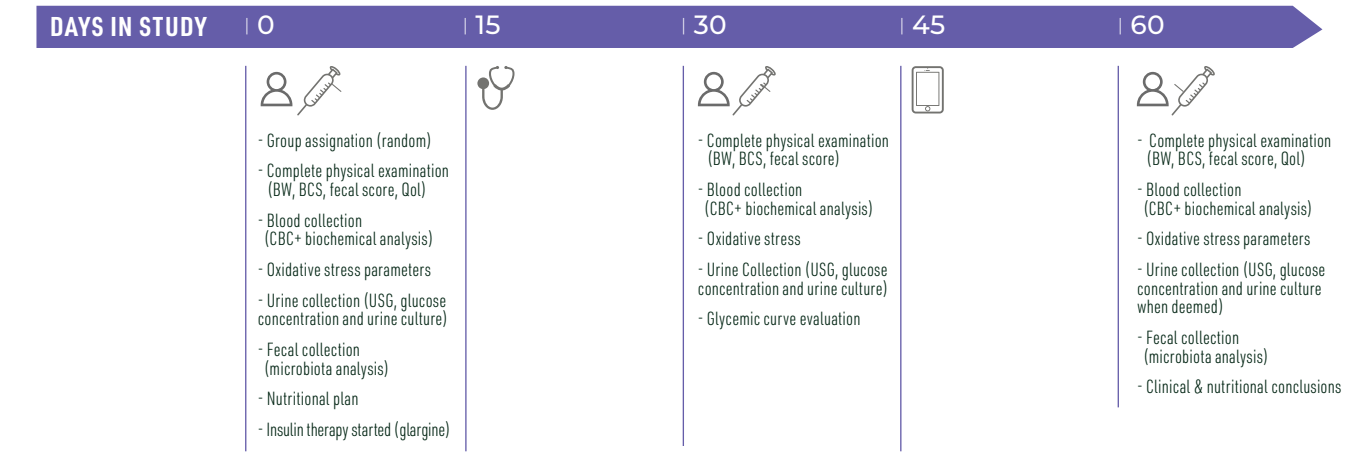 DAYS IN STUDY | 0 | 15 | 30 | 45 | 60
- Group assignation (random)
- Complete physical examination
(BW, BCS, fecal score, Qol)
- Blood collection
(CBC+ biochemical analysis)
- Oxidative stress parameters
- Urine collection (USG, glucose
concentration and urine culture)
- Fecal collection
(microbiota analysis)
- Nutritional plan
- Insulin therapy started (glargine)
- Complete physical examination
(BW, BCS, fecal score)
- Blood collection
(CBC+ biochemical analysis)
- Oxidative stress
- Urine Collection (USG, glucose
concentration and urine culture)
- Glycemic curve evaluation
- Complete physical examination
(BW, BCS, fecal score, Qol)
- Blood collection
(CBC+ biochemical analysis)
- Oxidative stress parameters
- Urine collection (USG, glucose
concentration and urine culture
when deemed)
- Fecal collection
(microbiota analysis)
- Clinical & nutritional conclusions